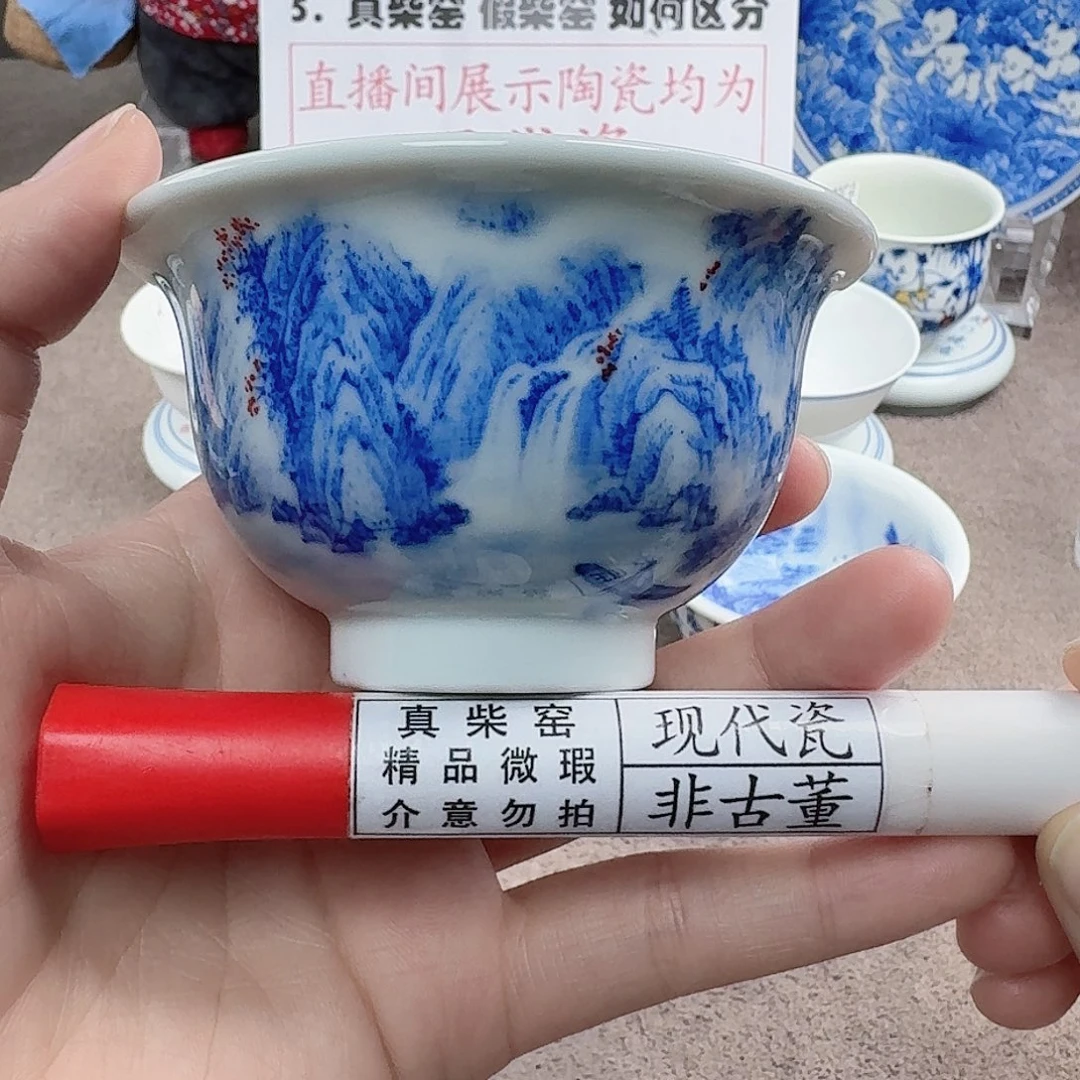 5. 真柴窑 假柴窑 如何区分
直播间展示陶瓷均为
真柴窑
精品微瑕
介意勿拍
现代瓷
非古董